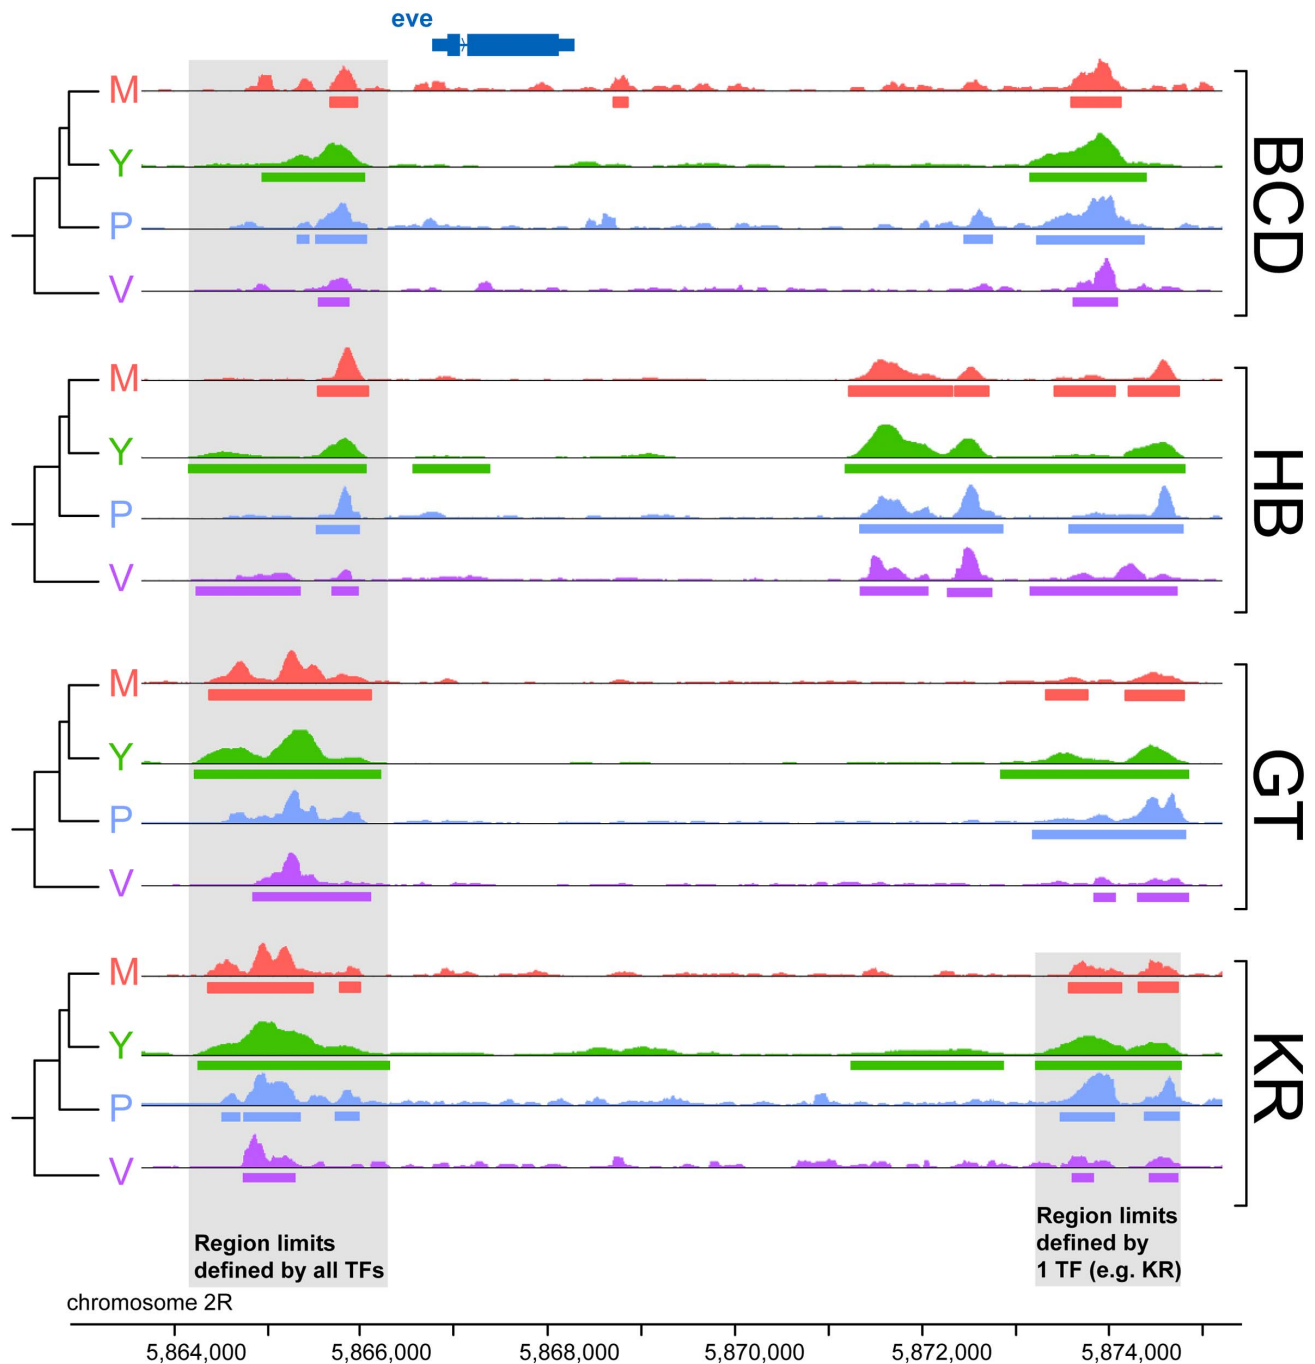 eve
M
Y
P
V
BCD
M
Y
P
V
HB
M
Y
P
V
GT
M
Y
P
V
KR
Region limits
defined by all TFs
Region limits
defined by
1 TF (e.g. KR)
chromosome 2R
5,864,000 5,866,000 5,868,000 5,870,000 5,872,000 5,874,000